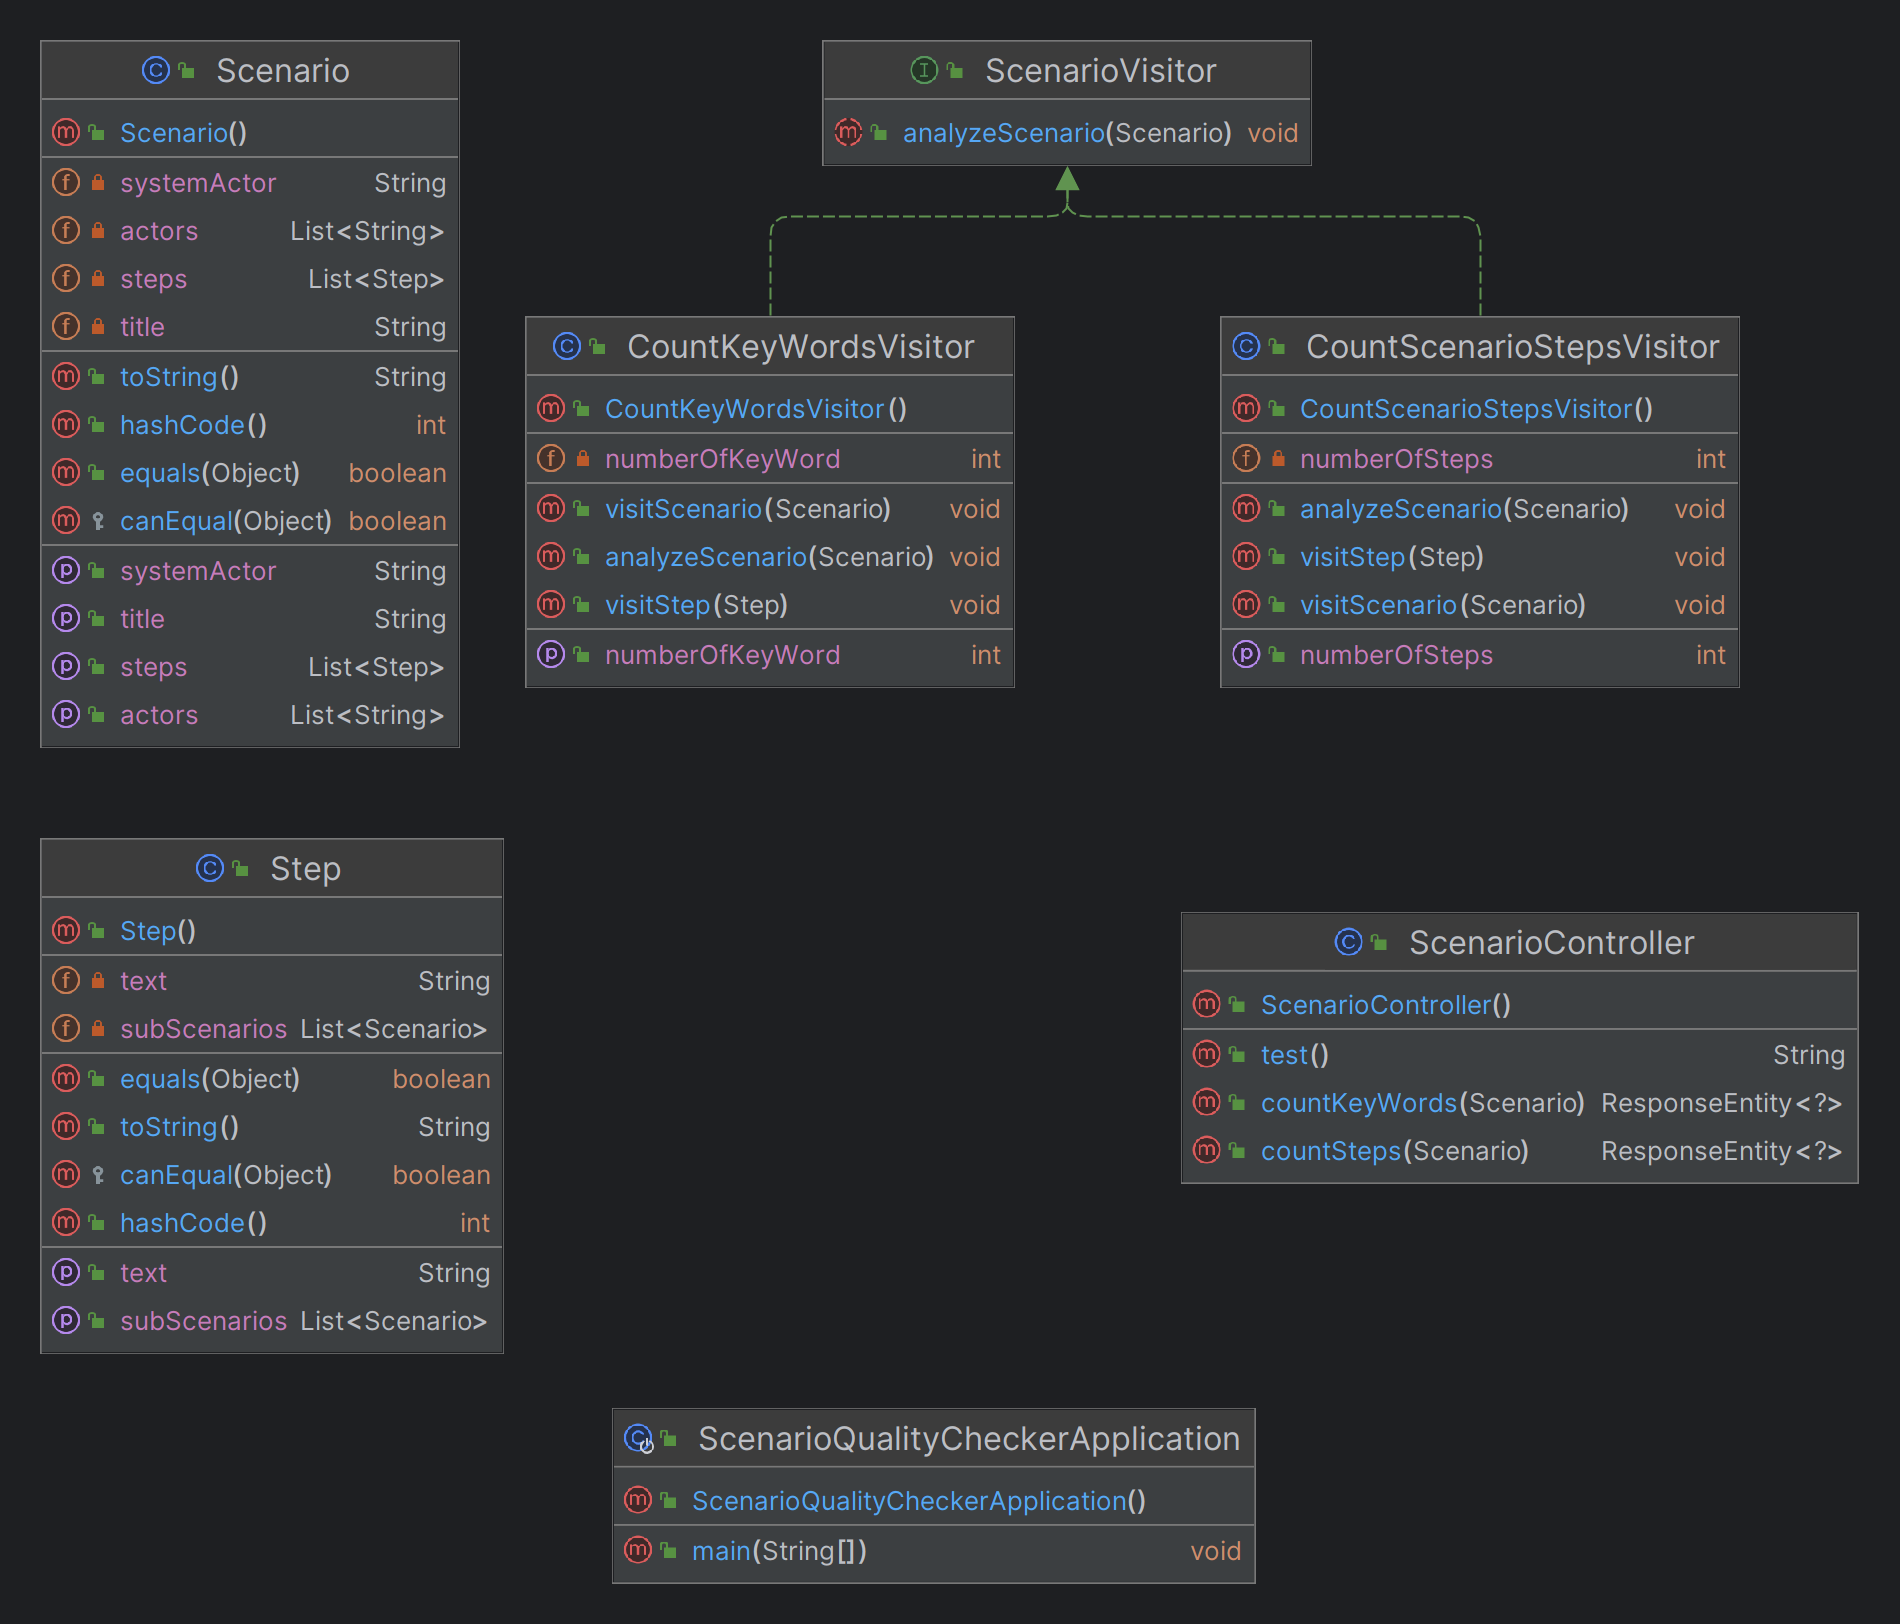 Scenario
Scenario()
systemActor String
actors List<String>
steps List<Step>
title String
toString() String
hashCode() int
equals(Object) boolean
canEqual(Object) boolean
systemActor String
title String
steps List<Step>
actors List<String>
ScenarioVisitor
analyzeScenario(Scenario) void
CountKeyWordsVisitor
CountKeyWordsVisitor()
numberOfKeyWord int
visitScenario(Scenario) void
analyzeScenario(Scenario) void
visitStep(Step) void
numberOfKeyWord int
CountScenarioStepsVisitor
CountScenarioStepsVisitor()
numberOfSteps int
analyzeScenario(Scenario) void
visitStep(Step) void
visitScenario(Scenario) void
numberOfSteps int
Step
Step()
text String
subScenarios List<Scenario>
equals(Object) boolean
toString() String
canEqual(Object) boolean
hashCode() int
text String
subScenarios List<Scenario>
ScenarioController
ScenarioController()
test() String
countKeyWords(Scenario) ResponseEntity<?>
countSteps(Scenario) ResponseEntity<?>
ScenarioQualityCheckerApplication
ScenarioQualityCheckerApplication()
main(String[]) void